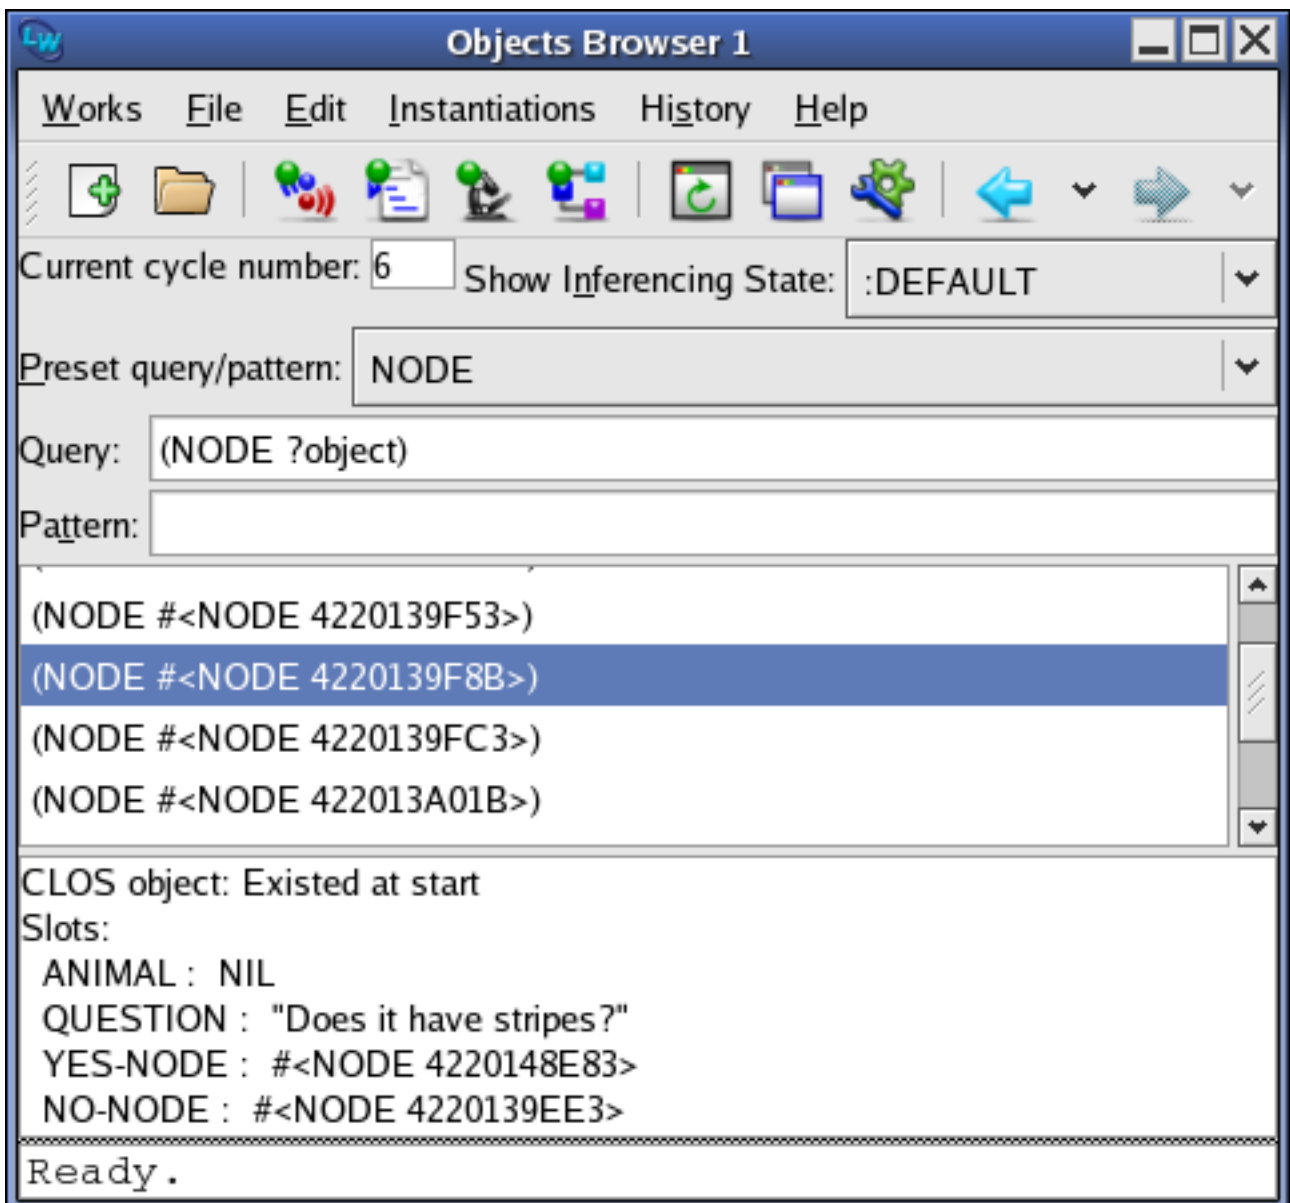 LW Objects Browser 1
Works File Edit Instantiations History Help
Current cycle number: 6 Show Inferencing State: :DEFAULT
Preset query/pattern: NODE
Query: (NODE ?object)
Pattern:
(NODE #<NODE 4220139F53>)
(NODE #<NODE 4220139F8B>)
(NODE #<NODE 4220139FC3>)
(NODE #<NODE 422013A01B>)
CLOS object: Existed at start
Slots:
ANIMAL : NIL
QUESTION : "Does it have stripes?"
YES-NODE : #<NODE 4220148E83>
NO-NODE : #<NODE 4220139EE3>
Ready.